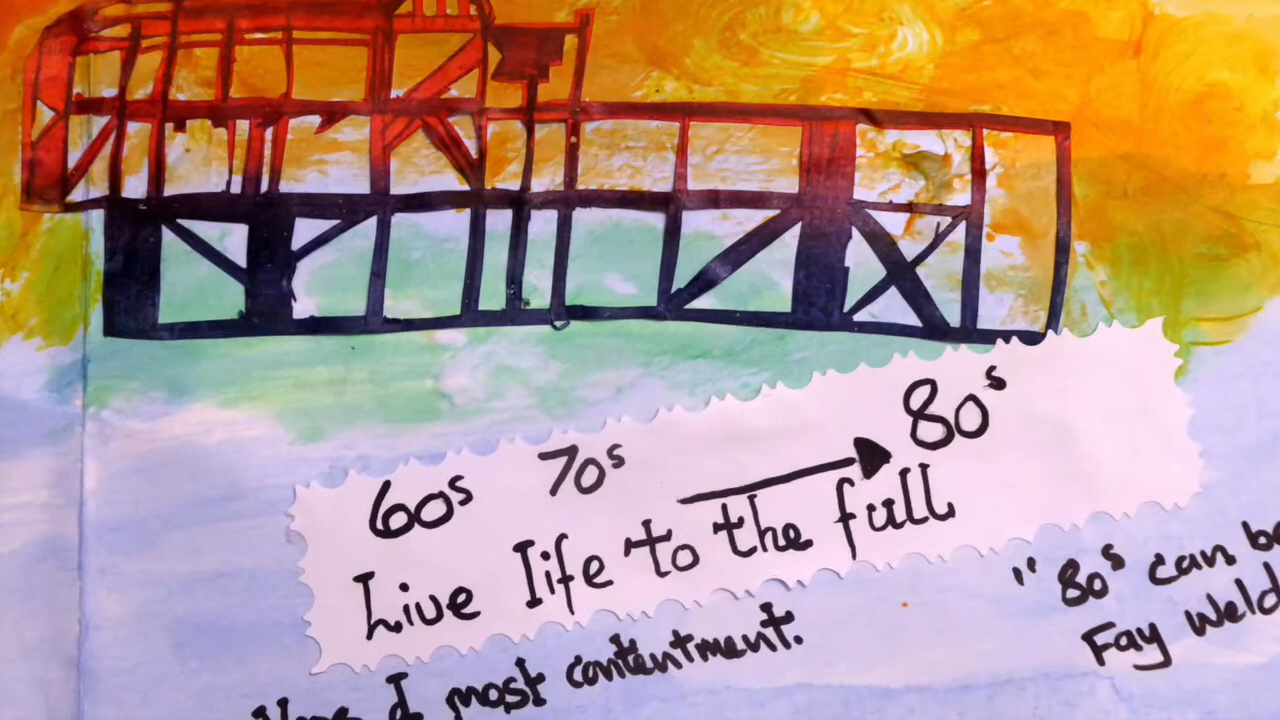 60s 70s → 80s
Live life to the full
I most contentment.
"80s can be
Fay Weld